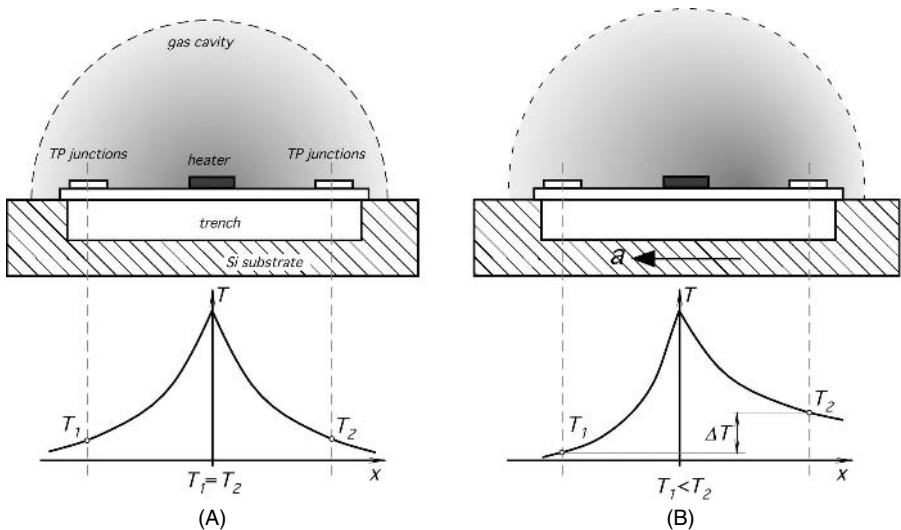 gas cavity
TP junctions
heater
TP junctions
trench
Si substrate
T
T₁
T₂
x
T₁=T₂
(A)
a
T
T₁
T₂
ΔT
x
T₁<T₂
(B)